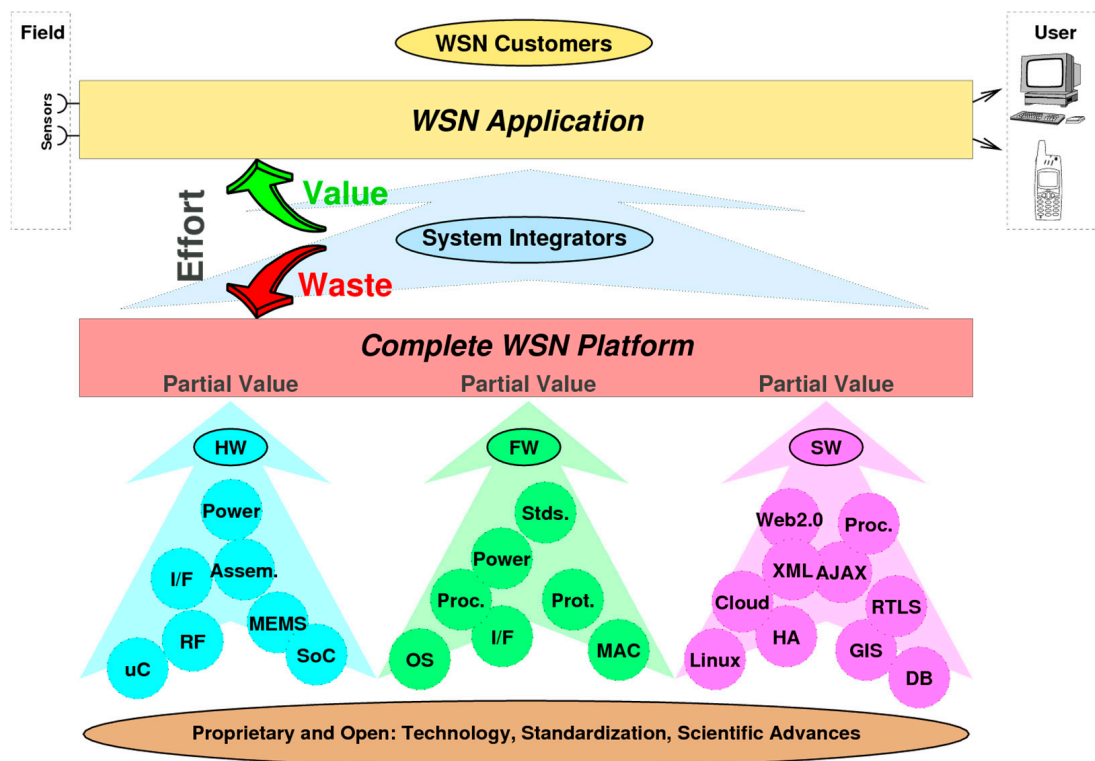 Field
WSN Customers
User
Sensors
WSN Application
Effort
Value
System Integrators
Waste
Complete WSN Platform
Partial Value
Partial Value
Partial Value
HW
Power
I/F
Assem.
RF
MEMS
uC
SoC
FW
Stds.
Power
Proc.
Prot.
I/F
OS
MAC
SW
Web2.0
Proc.
XML
AJAX
Cloud
RTLS
HA
GIS
Linux
DB
Proprietary and Open: Technology, Standardization, Scientific Advances